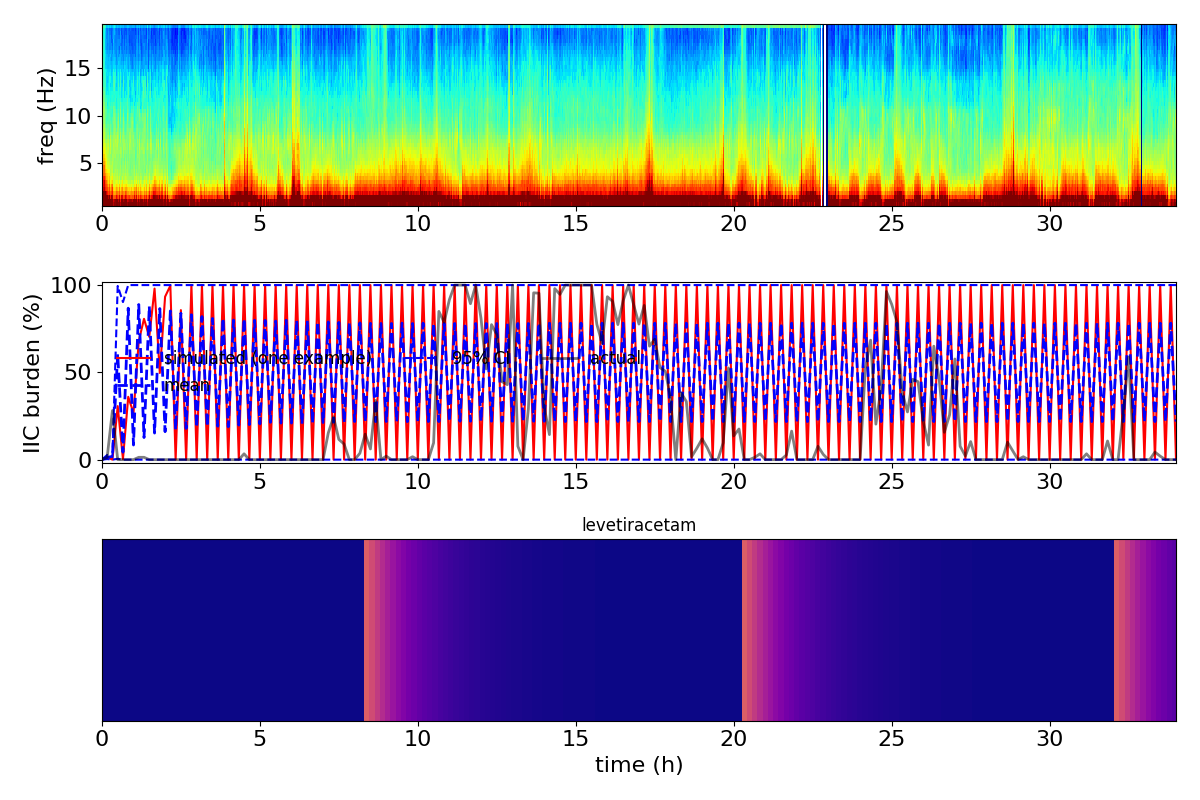 freq (Hz)
15
10
5
0 5 10 15 20 25 30
IIC burden (%)
100
50
0
simulated (one example) 95% CI actual
mean
0 5 10 15 20 25 30
levetiracetam
0 5 10 15 20 25 30
time (h)